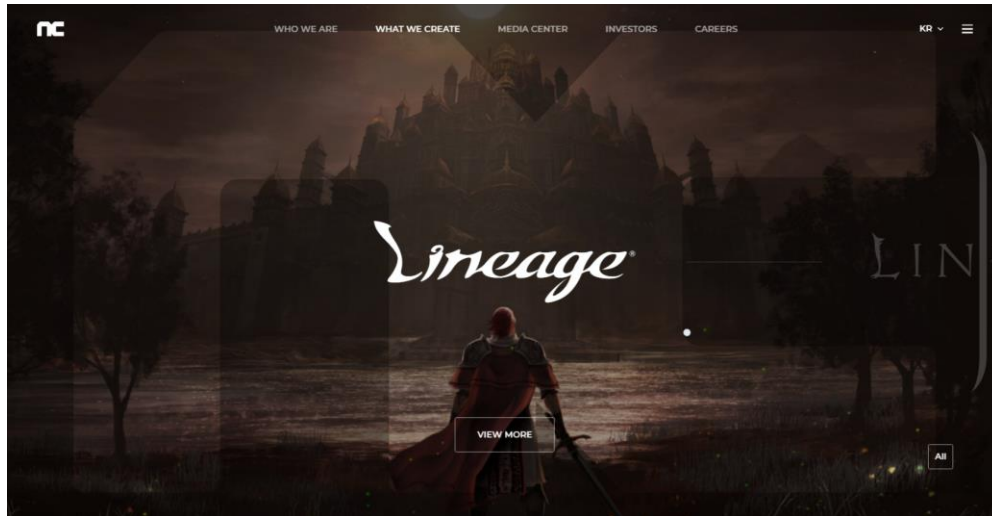 nc
WHO WE ARE
WHAT WE CREATE
MEDIA CENTER
INVESTORS
CAREERS
KR
Lineage®
LIN
VIEW MORE
All